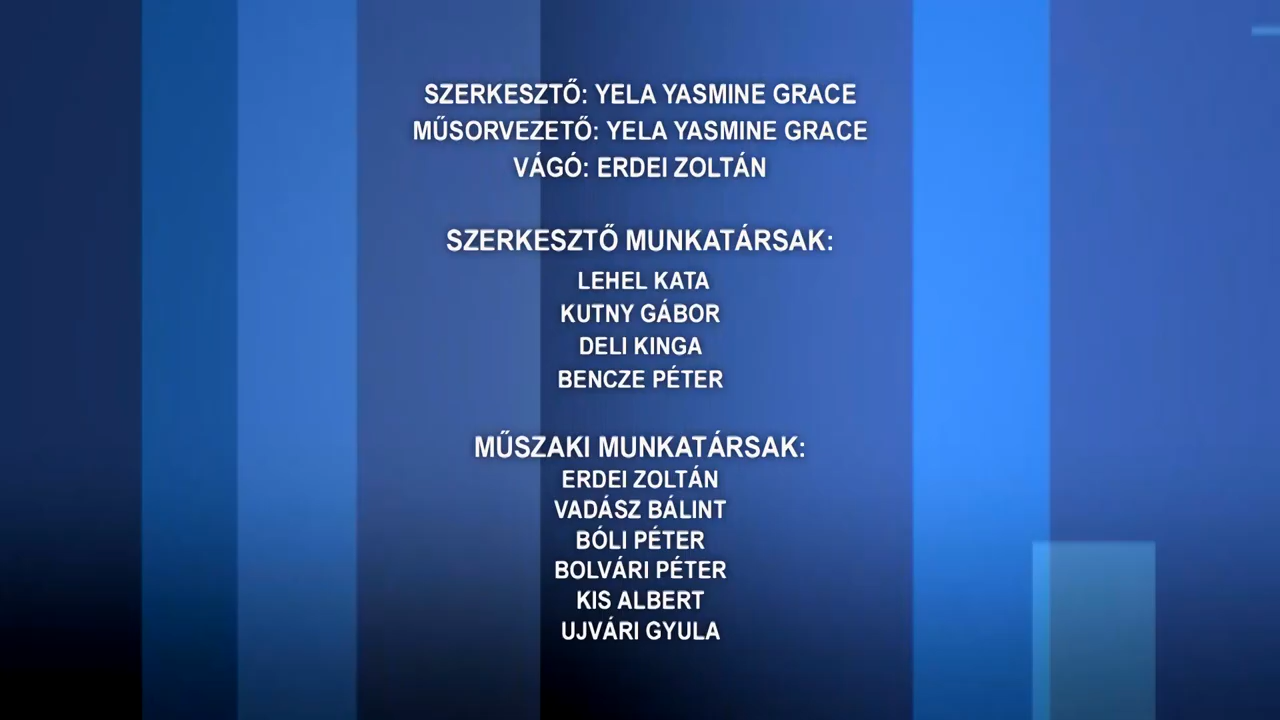 SZERKESZTŐ: YELA YASMINE GRACE
MŰSORVEZETŐ: YELA YASMINE GRACE
VÁGÓ: ERDEI ZOLTÁN
SZERKESZTŐ MUNKATÁRSAK:
LEHEL KATA
KUTNY GÁBOR
DELI KINGA
BENCZE PÉTER
MŰSZAKI MUNKATÁRSAK:
ERDEI ZOLTÁN
VADÁSZ BÁLINT
BÓLI PÉTER
BOLVÁRI PÉTER
KIS ALBERT
UJVÁRI GYULA